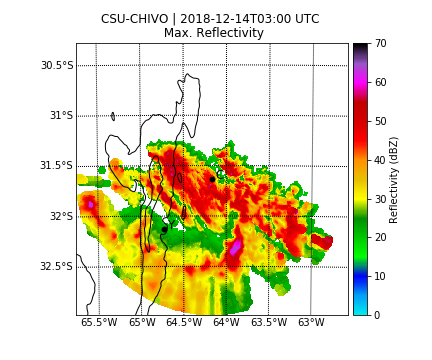 CSU-CHIVO | 2018-12-14T03:00 UTC
Max. Reflectivity
30.5°S
31°S
31.5°S
32°S
32.5°S
65.5°W 65°W 64.5°W 64°W 63.5°W 63°W
70
60
50
40
30
20
10
0
Reflectivity (dBZ)